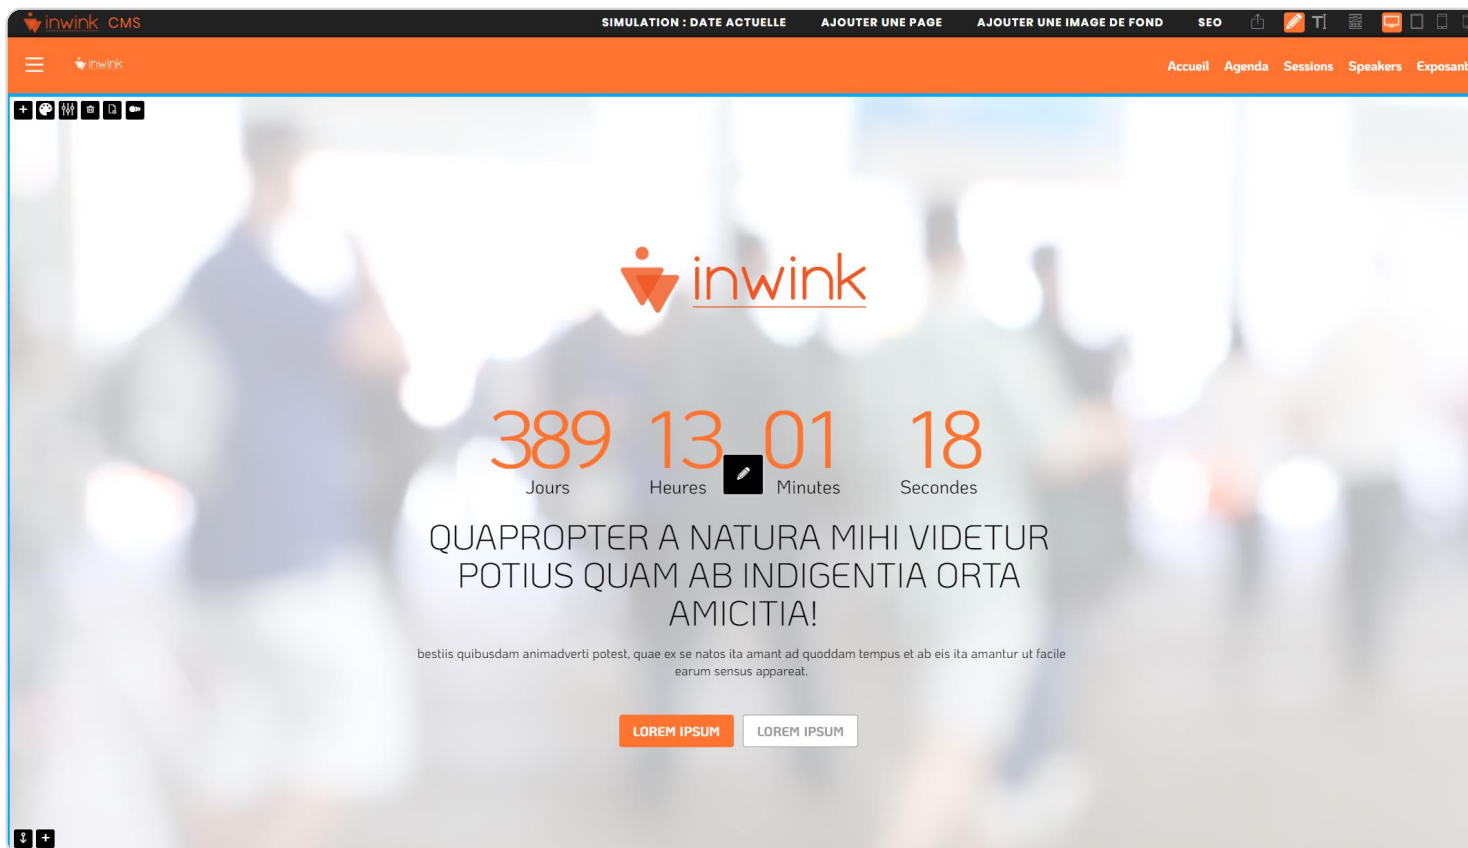 inwink CMS
SIMULATION : DATE ACTUELLE AJOUTER UNE PAGE AJOUTER UNE IMAGE DE FOND SEO
inwink
Accueil Agenda Sessions Speakers Exposant
inwink
389 13 01 18
Jours Heures Minutes Secondes
QUAPROPTER A NATURA MIHI VIDETUR
POTIUS QUAM AB INDIGENTIA ORTA
AMICITIA!
bestiis quibusdam animadverti potest, quae ex se natos ita amant ad quoddam tempus et ab eis ita amantur ut facile
earum sensus appareat.
LOREM IPSUM LOREM IPSUM